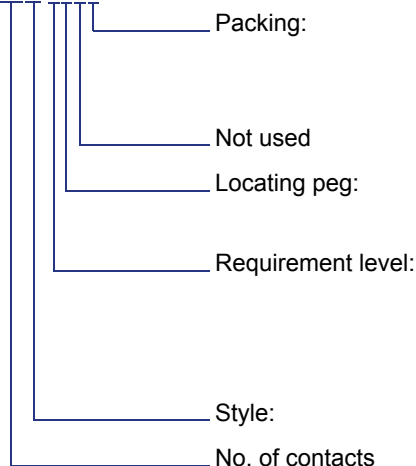 Packing:
Not used
Locating peg:
Requirement level:
Style:
No. of contacts